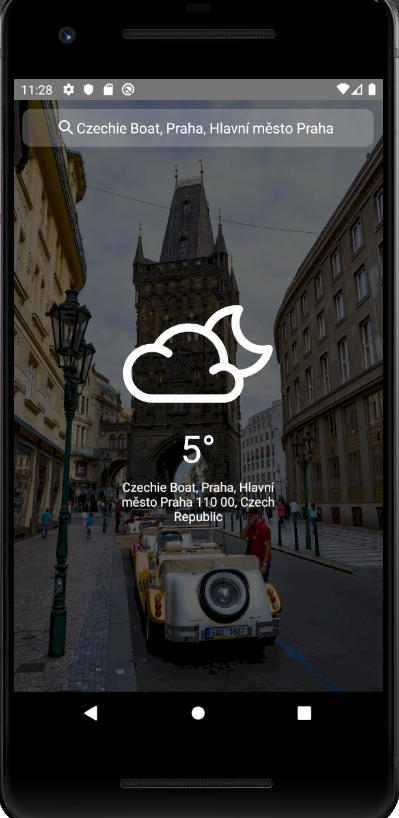 11:28
Czechie Boat, Praha, Hlavní město Praha
5°
Czechie Boat, Praha, Hlavní
město Praha 110 00, Czech
Republic
5AU 1887